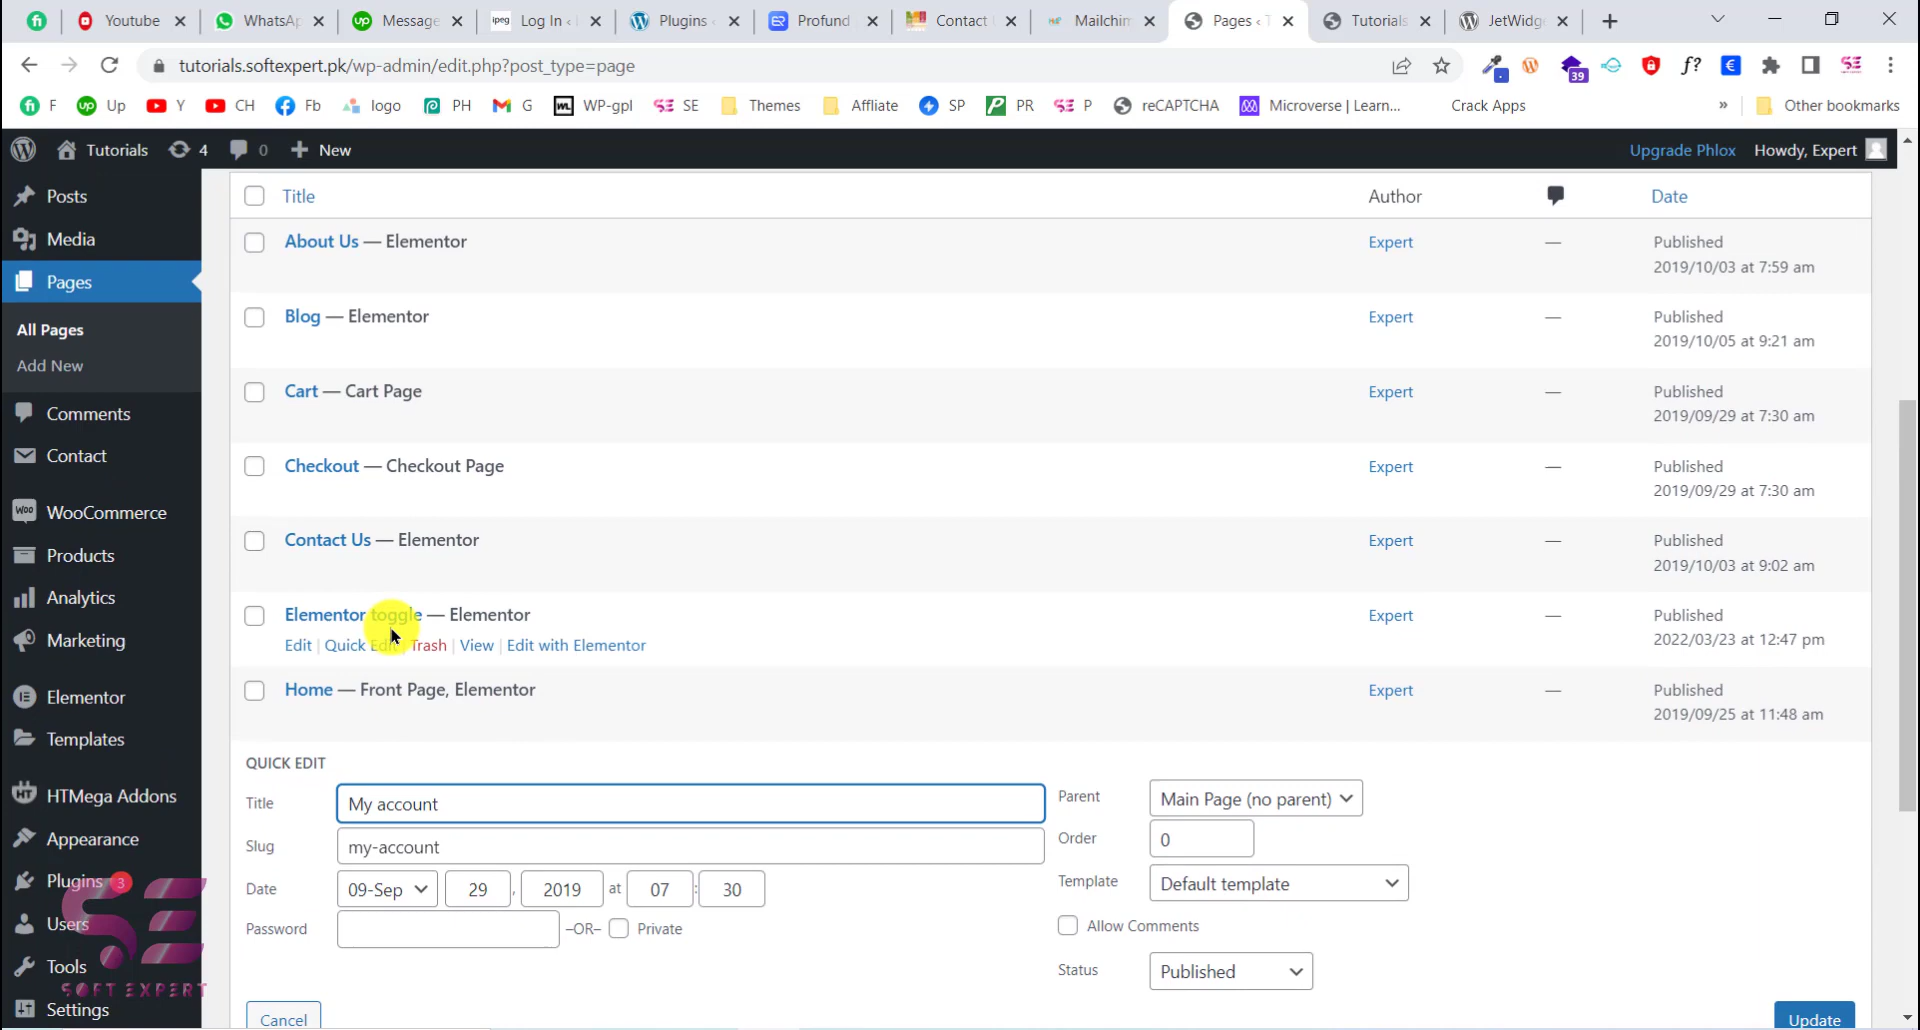 Youtube
WhatsAp
Message
Log In ‹
Plugins ‹
Profund
Contact
Mailchim
Pages ‹ T
Tutorials
JetWidg
tutorials.softexpert.pk/wp-admin/edit.php?post_type=page
39
f?
F
Up
Y
CH
Fb
logo
PH
G
WP-gpl
SE
Themes
Affliate
SP
PR
P
reCAPTCHA
Microverse | Learn...
Crack Apps
»
Other bookmarks
Tutorials
4
0
New
Upgrade Phlox
Howdy, Expert
Posts
Media
Pages
All Pages
Add New
Comments
Contact
WooCommerce
Products
Analytics
Marketing
Elementor
Templates
HTMega Addons
Appearance
Plugins 3
Users
Tools
Settings
SOFT EXPERT
Title
Author
Date
About Us — Elementor
Expert
—
Published
2019/10/03 at 7:59 am
Blog — Elementor
Expert
—
Published
2019/10/05 at 9:21 am
Cart — Cart Page
Expert
—
Published
2019/09/29 at 7:30 am
Checkout — Checkout Page
Expert
—
Published
2019/09/29 at 7:30 am
Contact Us — Elementor
Expert
—
Published
2019/10/03 at 9:02 am
Elementor toggle — Elementor
Edit | Quick Edit | Trash | View | Edit with Elementor
Expert
—
Published
2022/03/23 at 12:47 pm
Home — Front Page, Elementor
Expert
—
Published
2019/09/25 at 11:48 am
QUICK EDIT
Title
My account
Slug
my-account
Date
09-Sep 29 , 2019 at 07 : 30
Password
–OR–
Private
Parent
Main Page (no parent)
Order
0
Template
Default template
Allow Comments
Status
Published
Cancel
Update